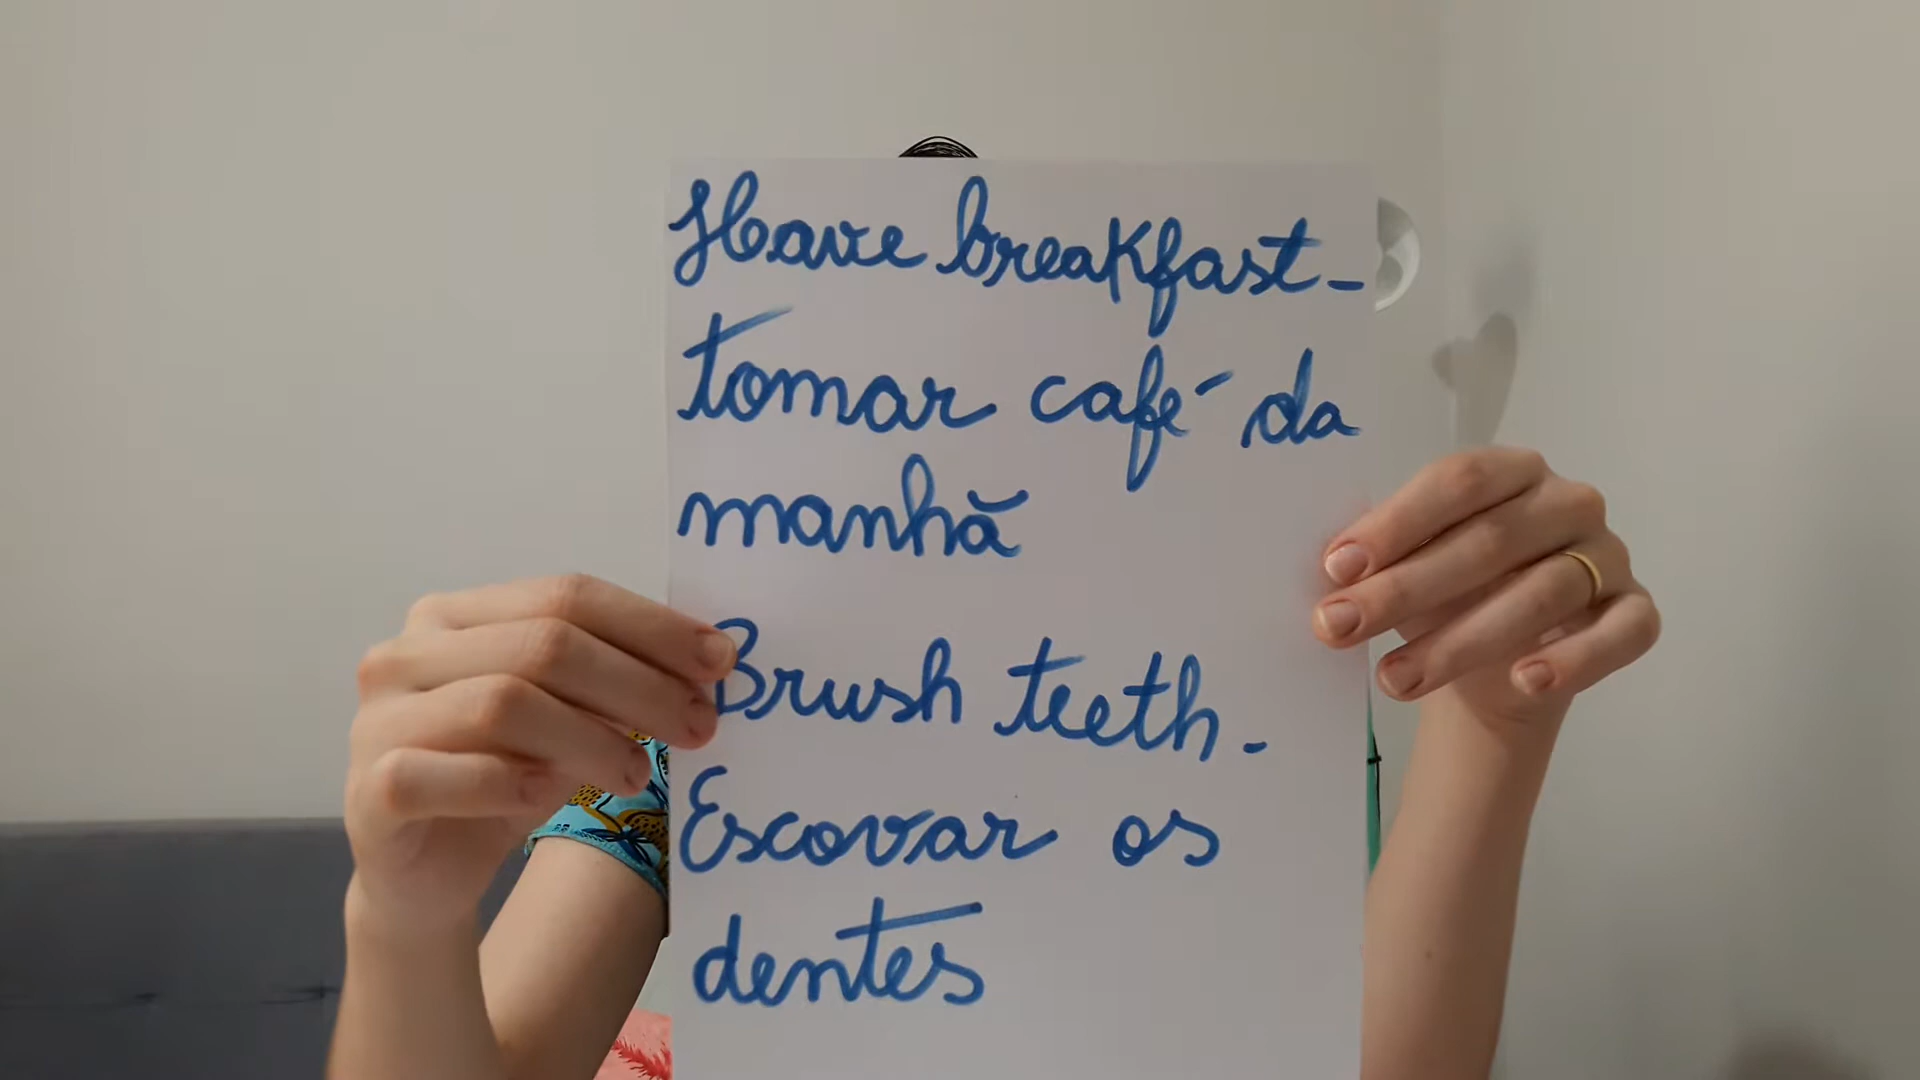 Have breakfast-
tomar café da
manhã
Brush teeth-
Escovar os
dentes